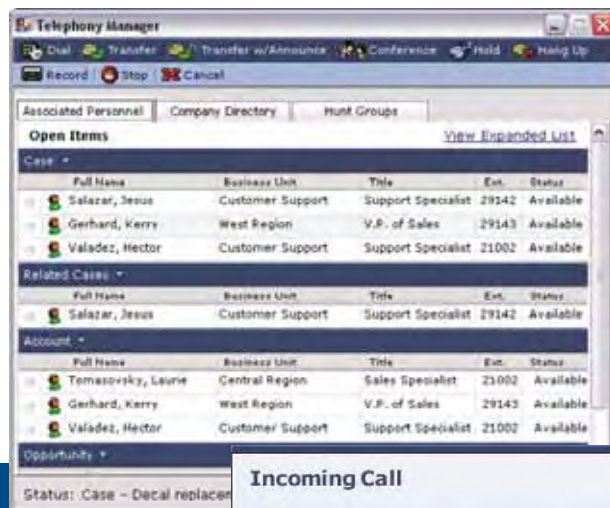 Telephony Manager
Dial Transfer Transfer w/Announce Conference Hold Hang Up
Record Stop Cancel
Associated Personnel Company Directory Hunt Groups
Open Items View Expanded List
Case
Full Name Business Unit Title Ext. Status
Salazar, Jesus Customer Support Support Specialist 29142 Available
Gerhard, Kerry West Region V.P. of Sales 29143 Available
Valadez, Hector Customer Support Support Specialist 21002 Available
Related Cases
Full Name Business Unit Title Ext. Status
Salazar, Jesus Customer Support Support Specialist 29142 Available
Account
Full Name Business Unit Title Ext. Status
Tomasovsky, Laurie Central Region Sales Specialist 21002 Available
Gerhard, Kerry West Region V.P. of Sales 29143 Available
Valadez, Hector Customer Support Support Specialist 21002 Available
Opportunity
Incoming Call
Status: Case – Decal replacem